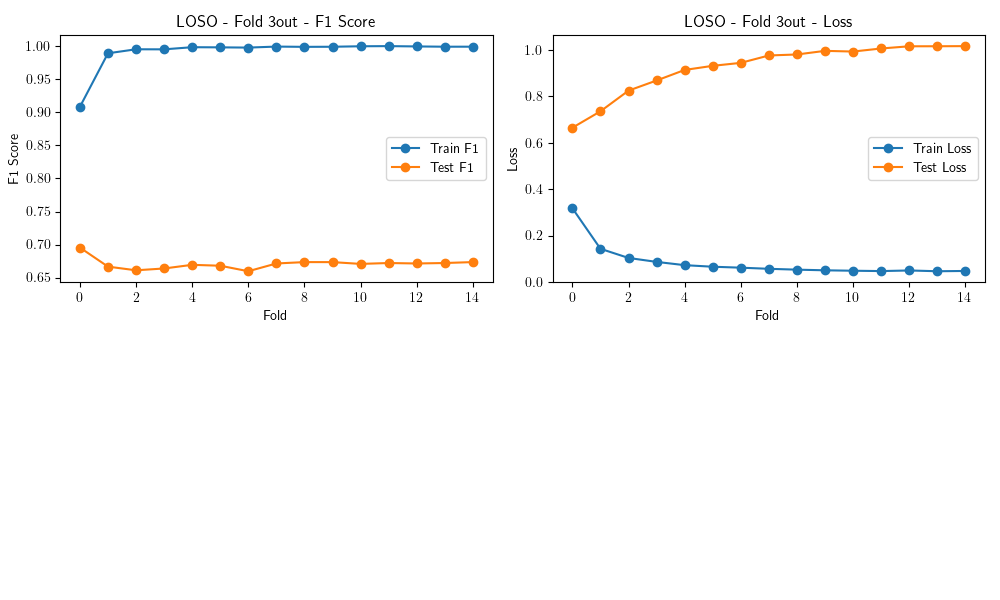 LOSO - Fold 3out - F1 Score
1.00
0.95
0.90
0.85
0.80
0.75
0.70
0.65
F1 Score
Train F1
Test F1
0 2 4 6 8 10 12 14
Fold
LOSO - Fold 3out - Loss
1.0
0.8
0.6
0.4
0.2
0.0
Loss
Train Loss
Test Loss
0 2 4 6 8 10 12 14
Fold